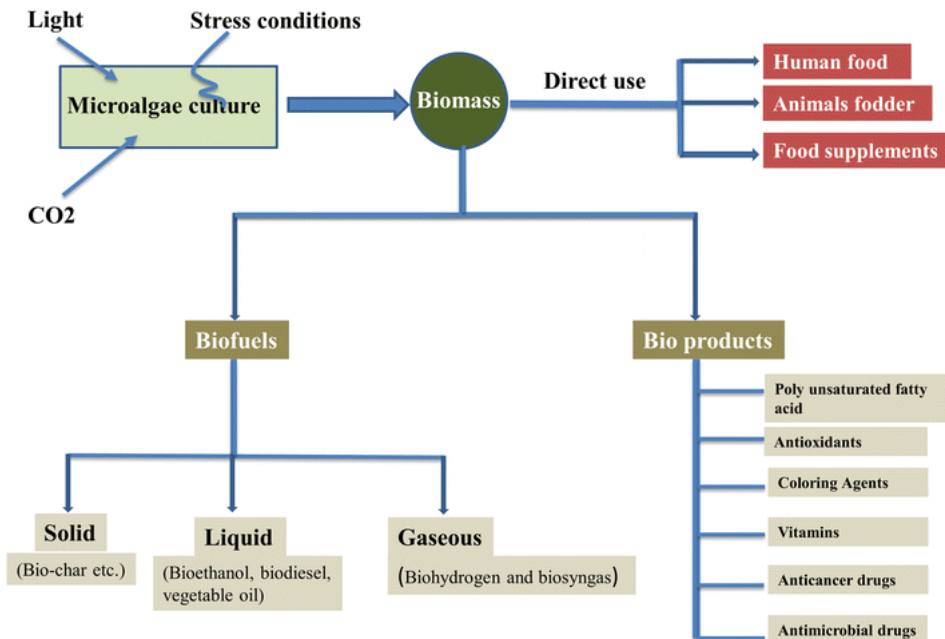 Light
Stress conditions
Microalgae culture
CO2
Biomass
Direct use
Human food
Animals fodder
Food supplements
Biofuels
Bio products
Solid
(Bio-char etc.)
Liquid
(Bioethanol, biodiesel,
vegetable oil)
Gaseous
(Biohydrogen and biosyngas)
Poly unsaturated fatty
acid
Antioxidants
Coloring Agents
Vitamins
Anticancer drugs
Antimicrobial drugs